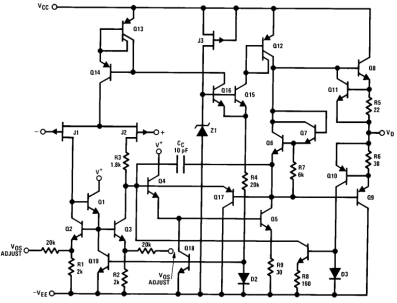 VCC
Q13
J3
Q12
Q8
Q14
Q16
Q15
Q11
R5
22
J1
J2
Z1
Q7
VO
R3
1.8k
V+
CC
10 pF
Q6
R6
30
V+
Q4
R4
20k
R7
6k
Q10
Q1
Q17
Q9
Q2
Q3
Q5
20k
20k
Q18
VOS
ADJUST
R1
2k
Q19
R2
2k
VOS
ADJUST
D2
R9
30
R8
150
D3
-VEE